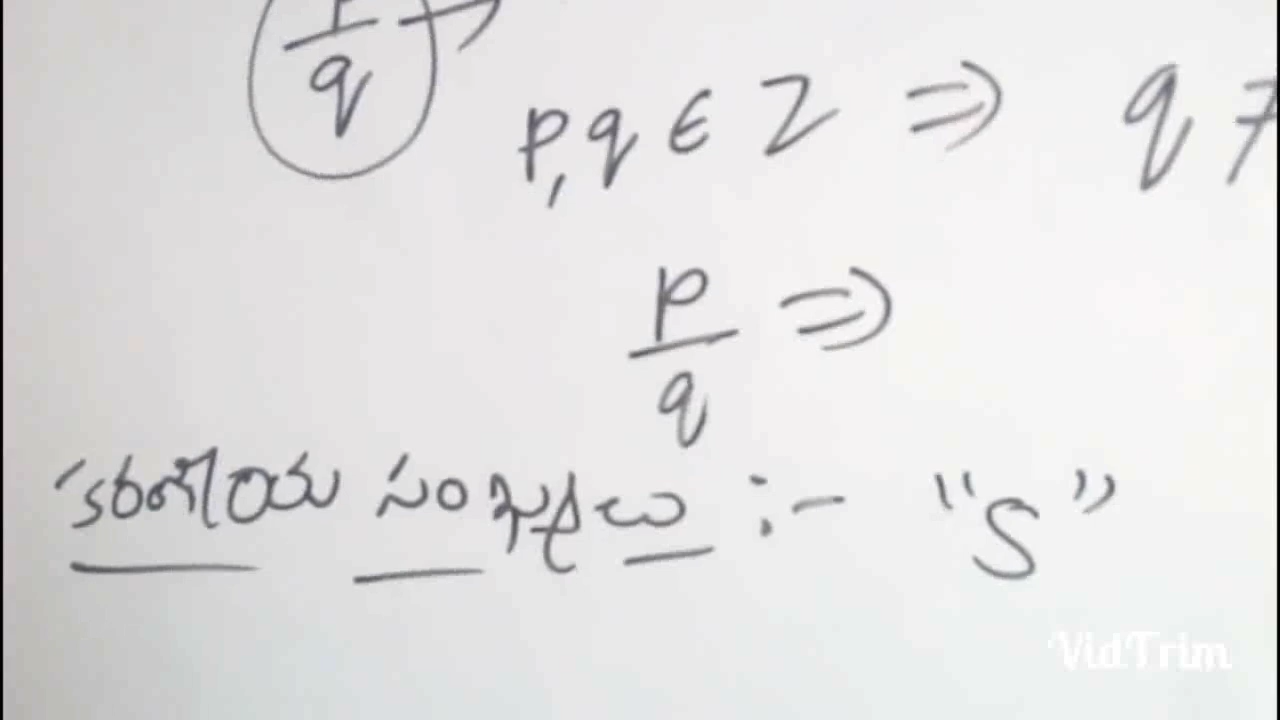 p/q →
p, q ∈ Z ⇒ q ≠
p/q ⇒
కరణీయ సంఖ్యలు :- "S"
VidTrim